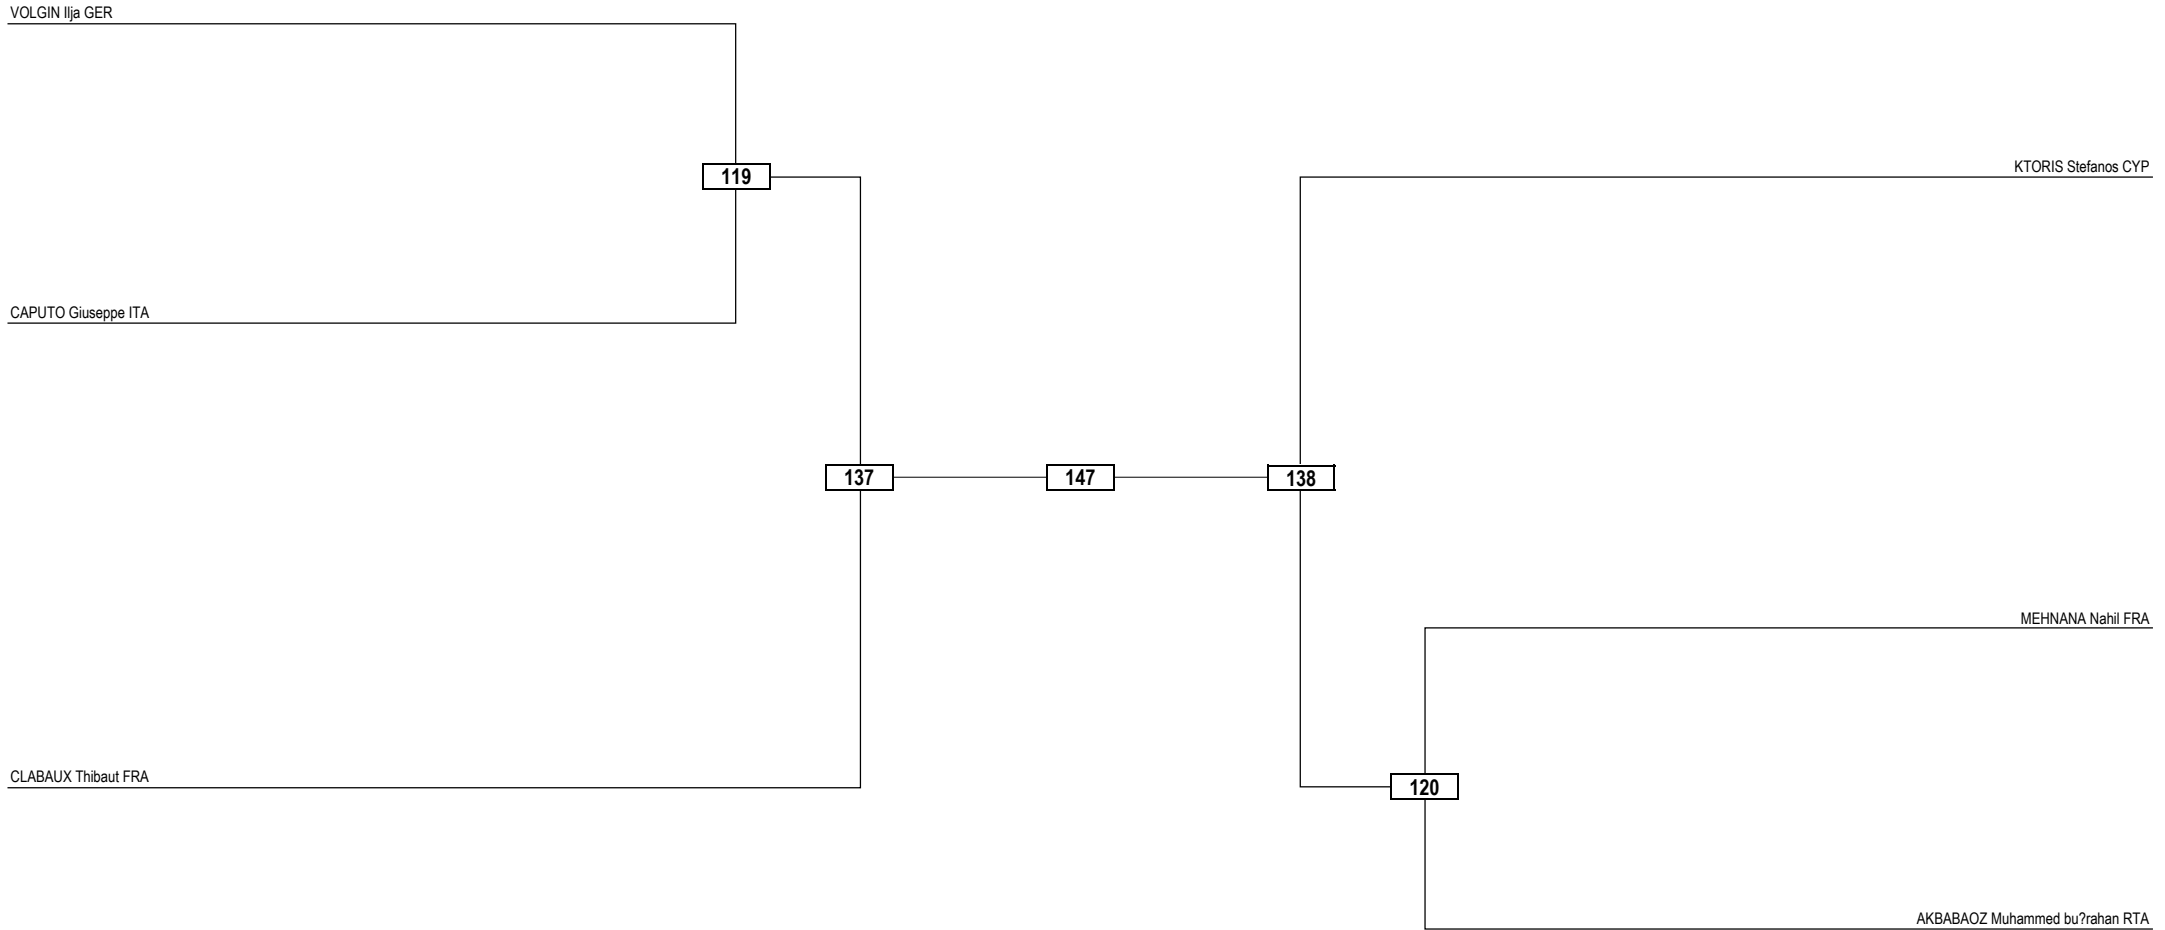 VOLGIN Ilja GER
119
KTORIS Stefanos CYP
CAPUTO Giuseppe ITA
137
147
138
MEHNANA Nahil FRA
CLABAUX Thibaut FRA
120
AKBABAOZ Muhammed bu?rahan RTA